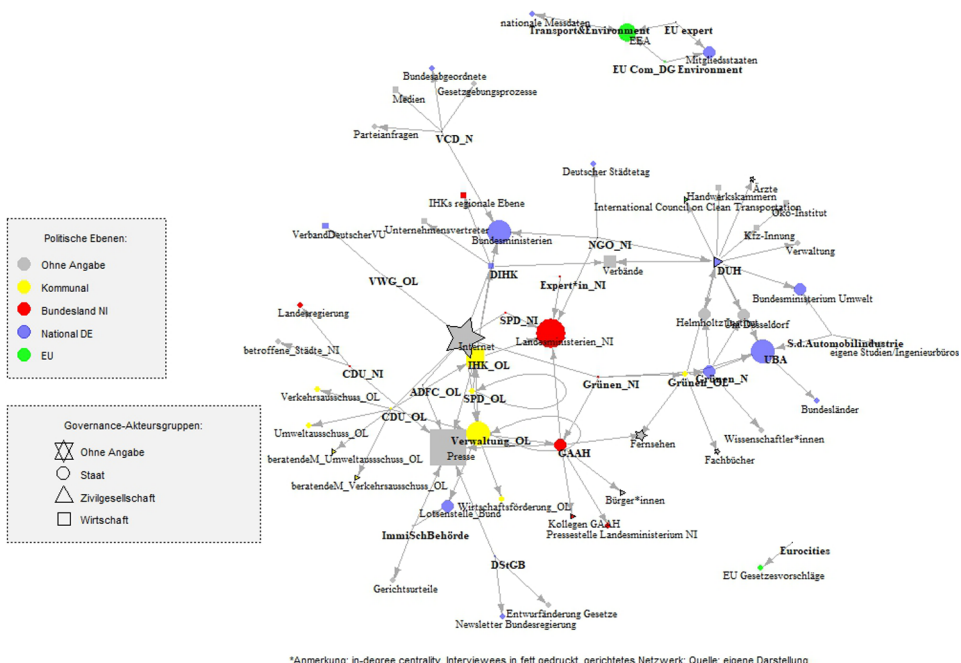 nationale Messdaten
Transport&Environment
EU expert
EEA
Mitgliedsstaaten
EU Com_DG Environment
Bundesabgeordnete
Gesetzgebungsprozesse
Medien
Parteianfragen
VCD_N
Deutscher Städtetag
Ärzte
Handwerkskammern
International Council on Clean Transportation
Öko-Institut
IHKs regionale Ebene
Unternehmensvertreter
VerbandDeutscherVU
Bundesministerien
Kfz-Innung
Verwaltung
NGO_NI
Verbände
DUH
DIHK
VWG_OL
Expert*in_NI
Bundesministerium Umwelt
Politische Ebenen:
Ohne Angabe
Kommunal
Bundesland NI
National DE
EU
Landesregierung
SPD_NI
Landesministerien_NI
Internet
betroffene_Städte_NI
S.d.Automobilindustrie
eigene Studien/Ingenieurbüros
UBA
IHK_OL
CDU_NI
Grünen_NI
Grünen_OL
Grünen_N
Verkehrsausschuss_OL
ADFC_OL
SPD_OL
CDU_OL
Bundesländer
Governance-Akteursgruppen:
Ohne Angabe
Staat
Zivilgesellschaft
Wirtschaft
Umweltausschuss_OL
Verwaltung_OL
Presse
GAAH
Fernsehen
Wissenschaftler*innen
Fachbücher
beratendeM_Umweltausschuss_OL
beratendeM_Verkehrsausschuss_OL
Lotsenstelle_Bund
Wirtschaftsförderung_OL
Bürger*innen
Kollegen GAAH
Pressestelle Landesministerium NI
ImmiSchBehörde
DStGB
Eurocities
EU Gesetzesvorschläge
Gerichtsurteile
Entwurfänderung Gesetze
Newsletter Bundesregierung
*Anmerkung: in-degree centrality, Interviewees in fett gedruckt, gerichtetes Netzwerk; Quelle: eigene Darstellung